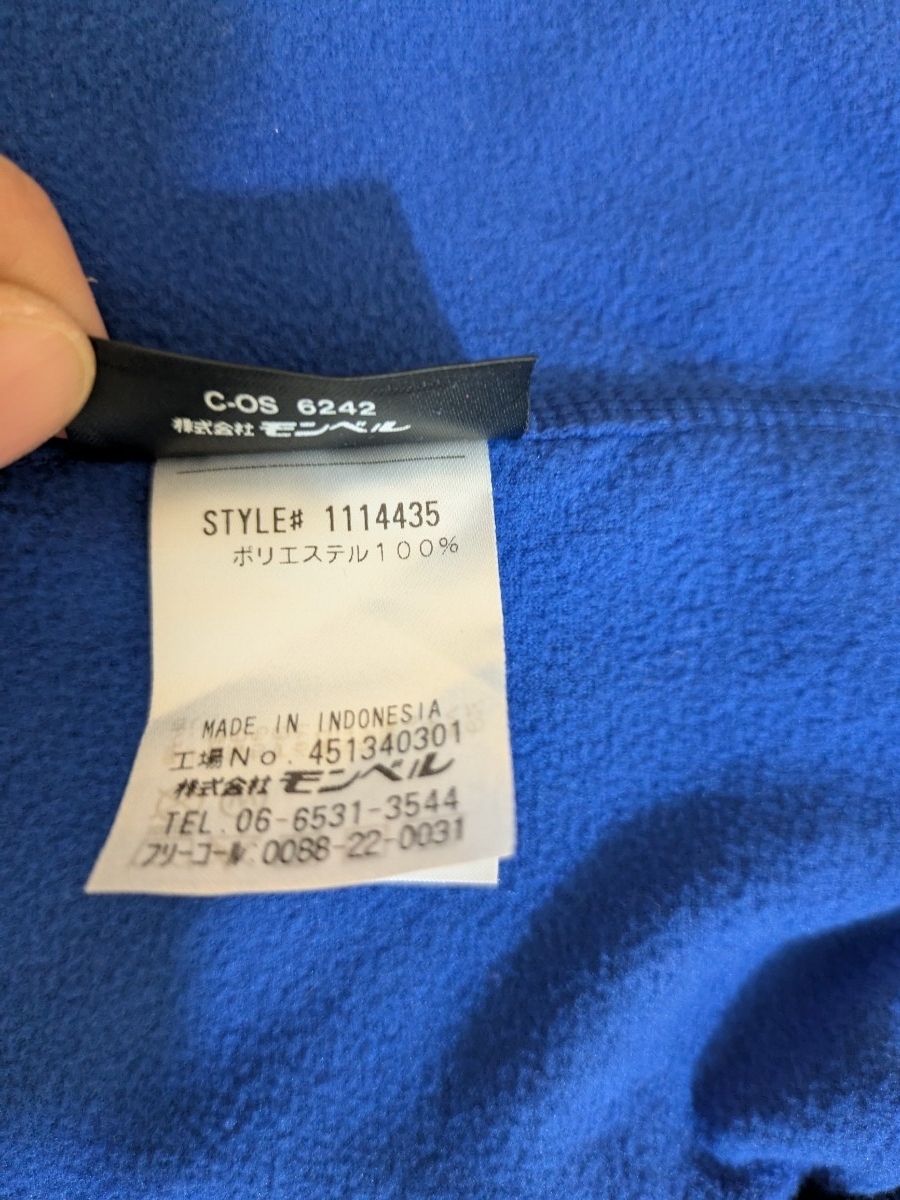 C-OS 6242
株式会社 モンベル
STYLE# 1114435
ポリエステル100%
MADE IN INDONESIA
工場No. 451340301
株式会社 モンベル
TEL. 06-6531-3544
フリーコール 0088-22-0031